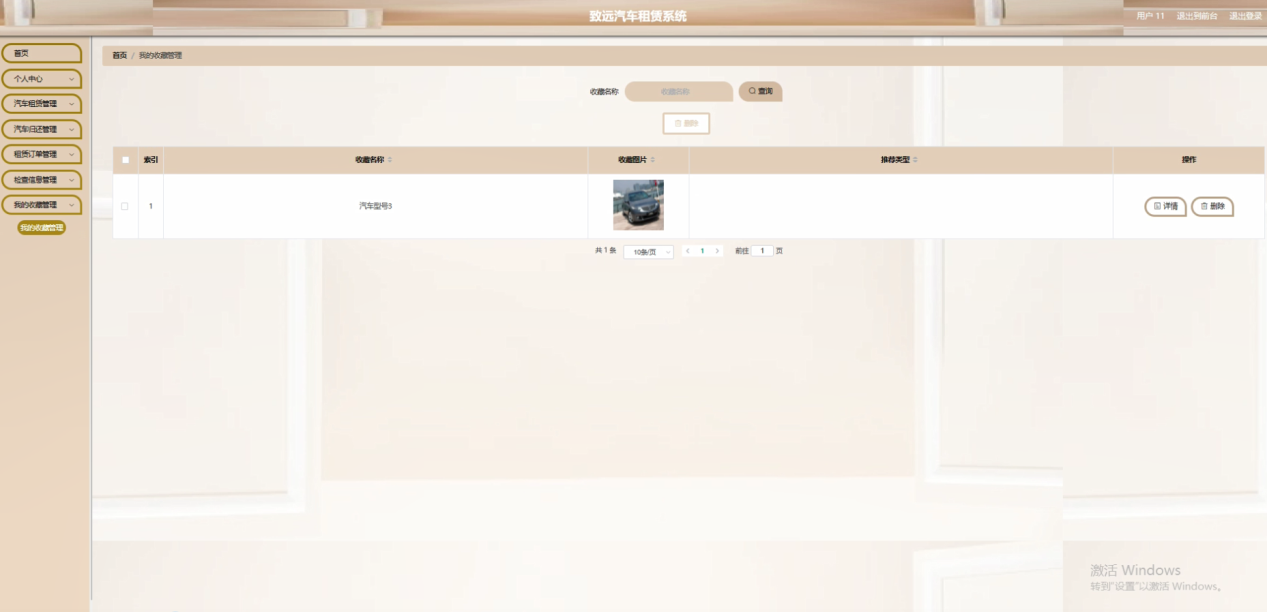 致远汽车租赁系统
用户 11 退出到前台 退出登录
首页
个人中心
汽车租赁管理
汽车归还管理
租赁订单管理
检查信息管理
我的收藏管理
我的收藏管理
首页 / 我的收藏管理
收藏名称 收藏名称 查询
删除
索引 收藏名称 收藏图片 推荐类型 操作
1 汽车型号3 详情 删除
共 1 条 10条/页 1 前往 1 页
激活 Windows
转到"设置"以激活 Windows。